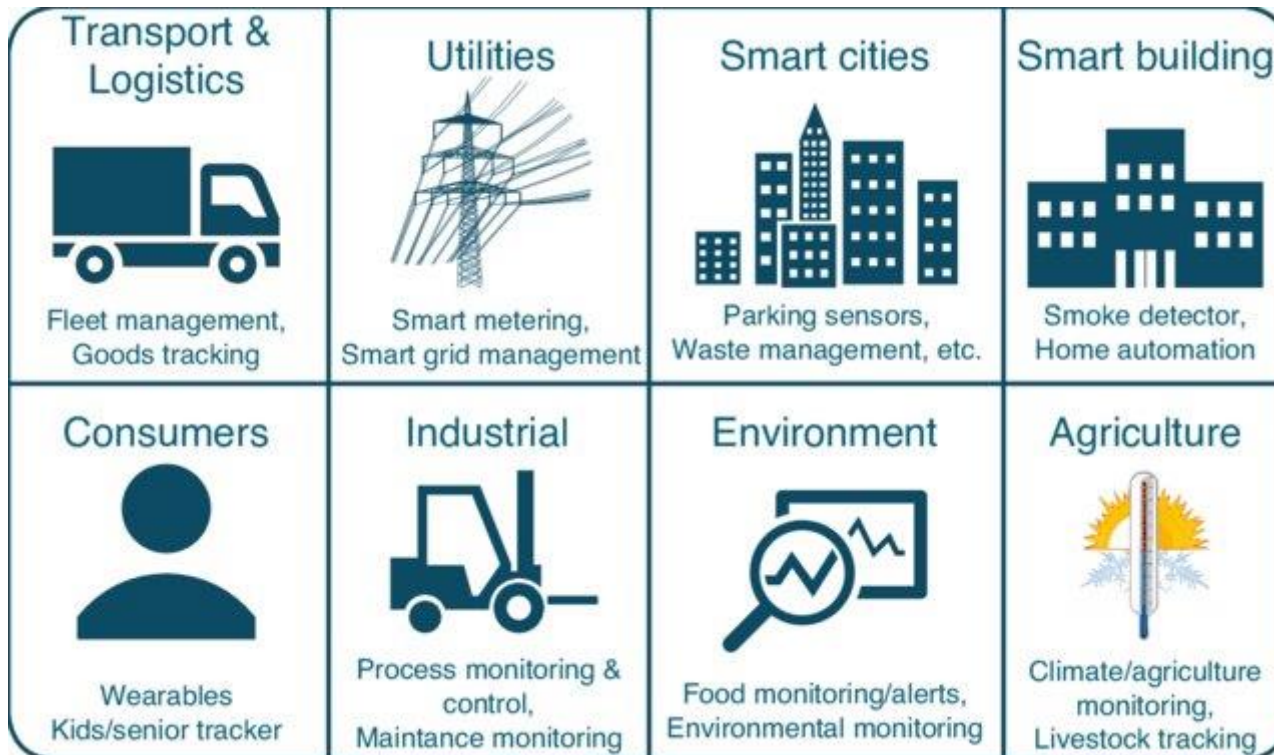 Transport &
Logistics
Fleet management,
Goods tracking
Utilities
Smart metering,
Smart grid management
Smart cities
Parking sensors,
Waste management, etc.
Smart building
Smoke detector,
Home automation
Consumers
Wearables
Kids/senior tracker
Industrial
Process monitoring &
control,
Maintance monitoring
Environment
Food monitoring/alerts,
Environmental monitoring
Agriculture
Climate/agriculture
monitoring,
Livestock tracking